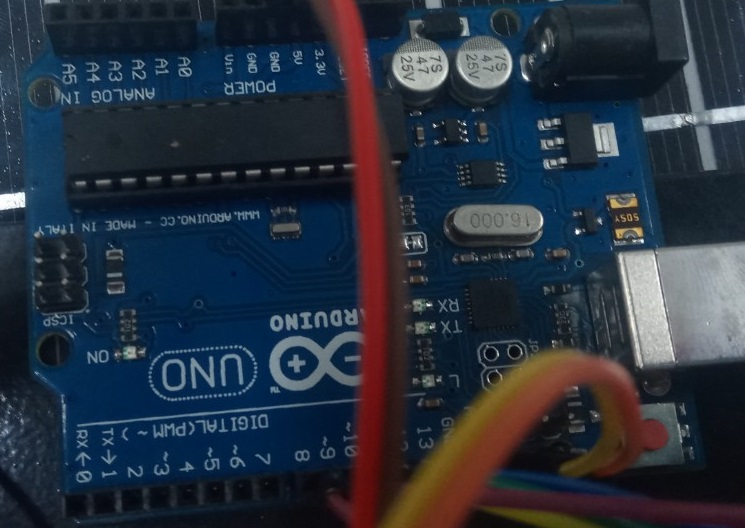 A5
A4
A3
A2
A1
A0
ANALOG IN
Vin
GND
GND
5V
3.3V
POWER
7S
47
25V
7S
47
25V
WWW.ARDUINO.CC - MADE IN ITALY
16.000
505Y
ICSP
ON
UNO
ARDUINO
TM
RX
TX
L
DIGITAL(PWM ~)
RX←0
TX→1
2
~3
4
~5
~6
7
8
~9
~10
13